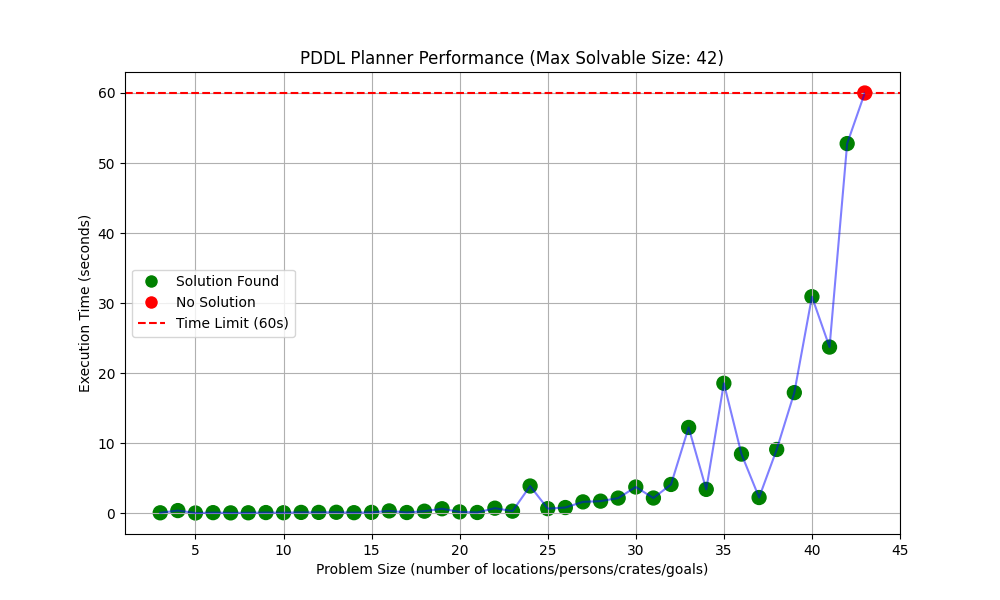 PDDL Planner Performance (Max Solvable Size: 42)
60
50
40
30
20
10
0
Execution Time (seconds)
Solution Found
No Solution
Time Limit (60s)
5 10 15 20 25 30 35 40 45
Problem Size (number of locations/persons/crates/goals)